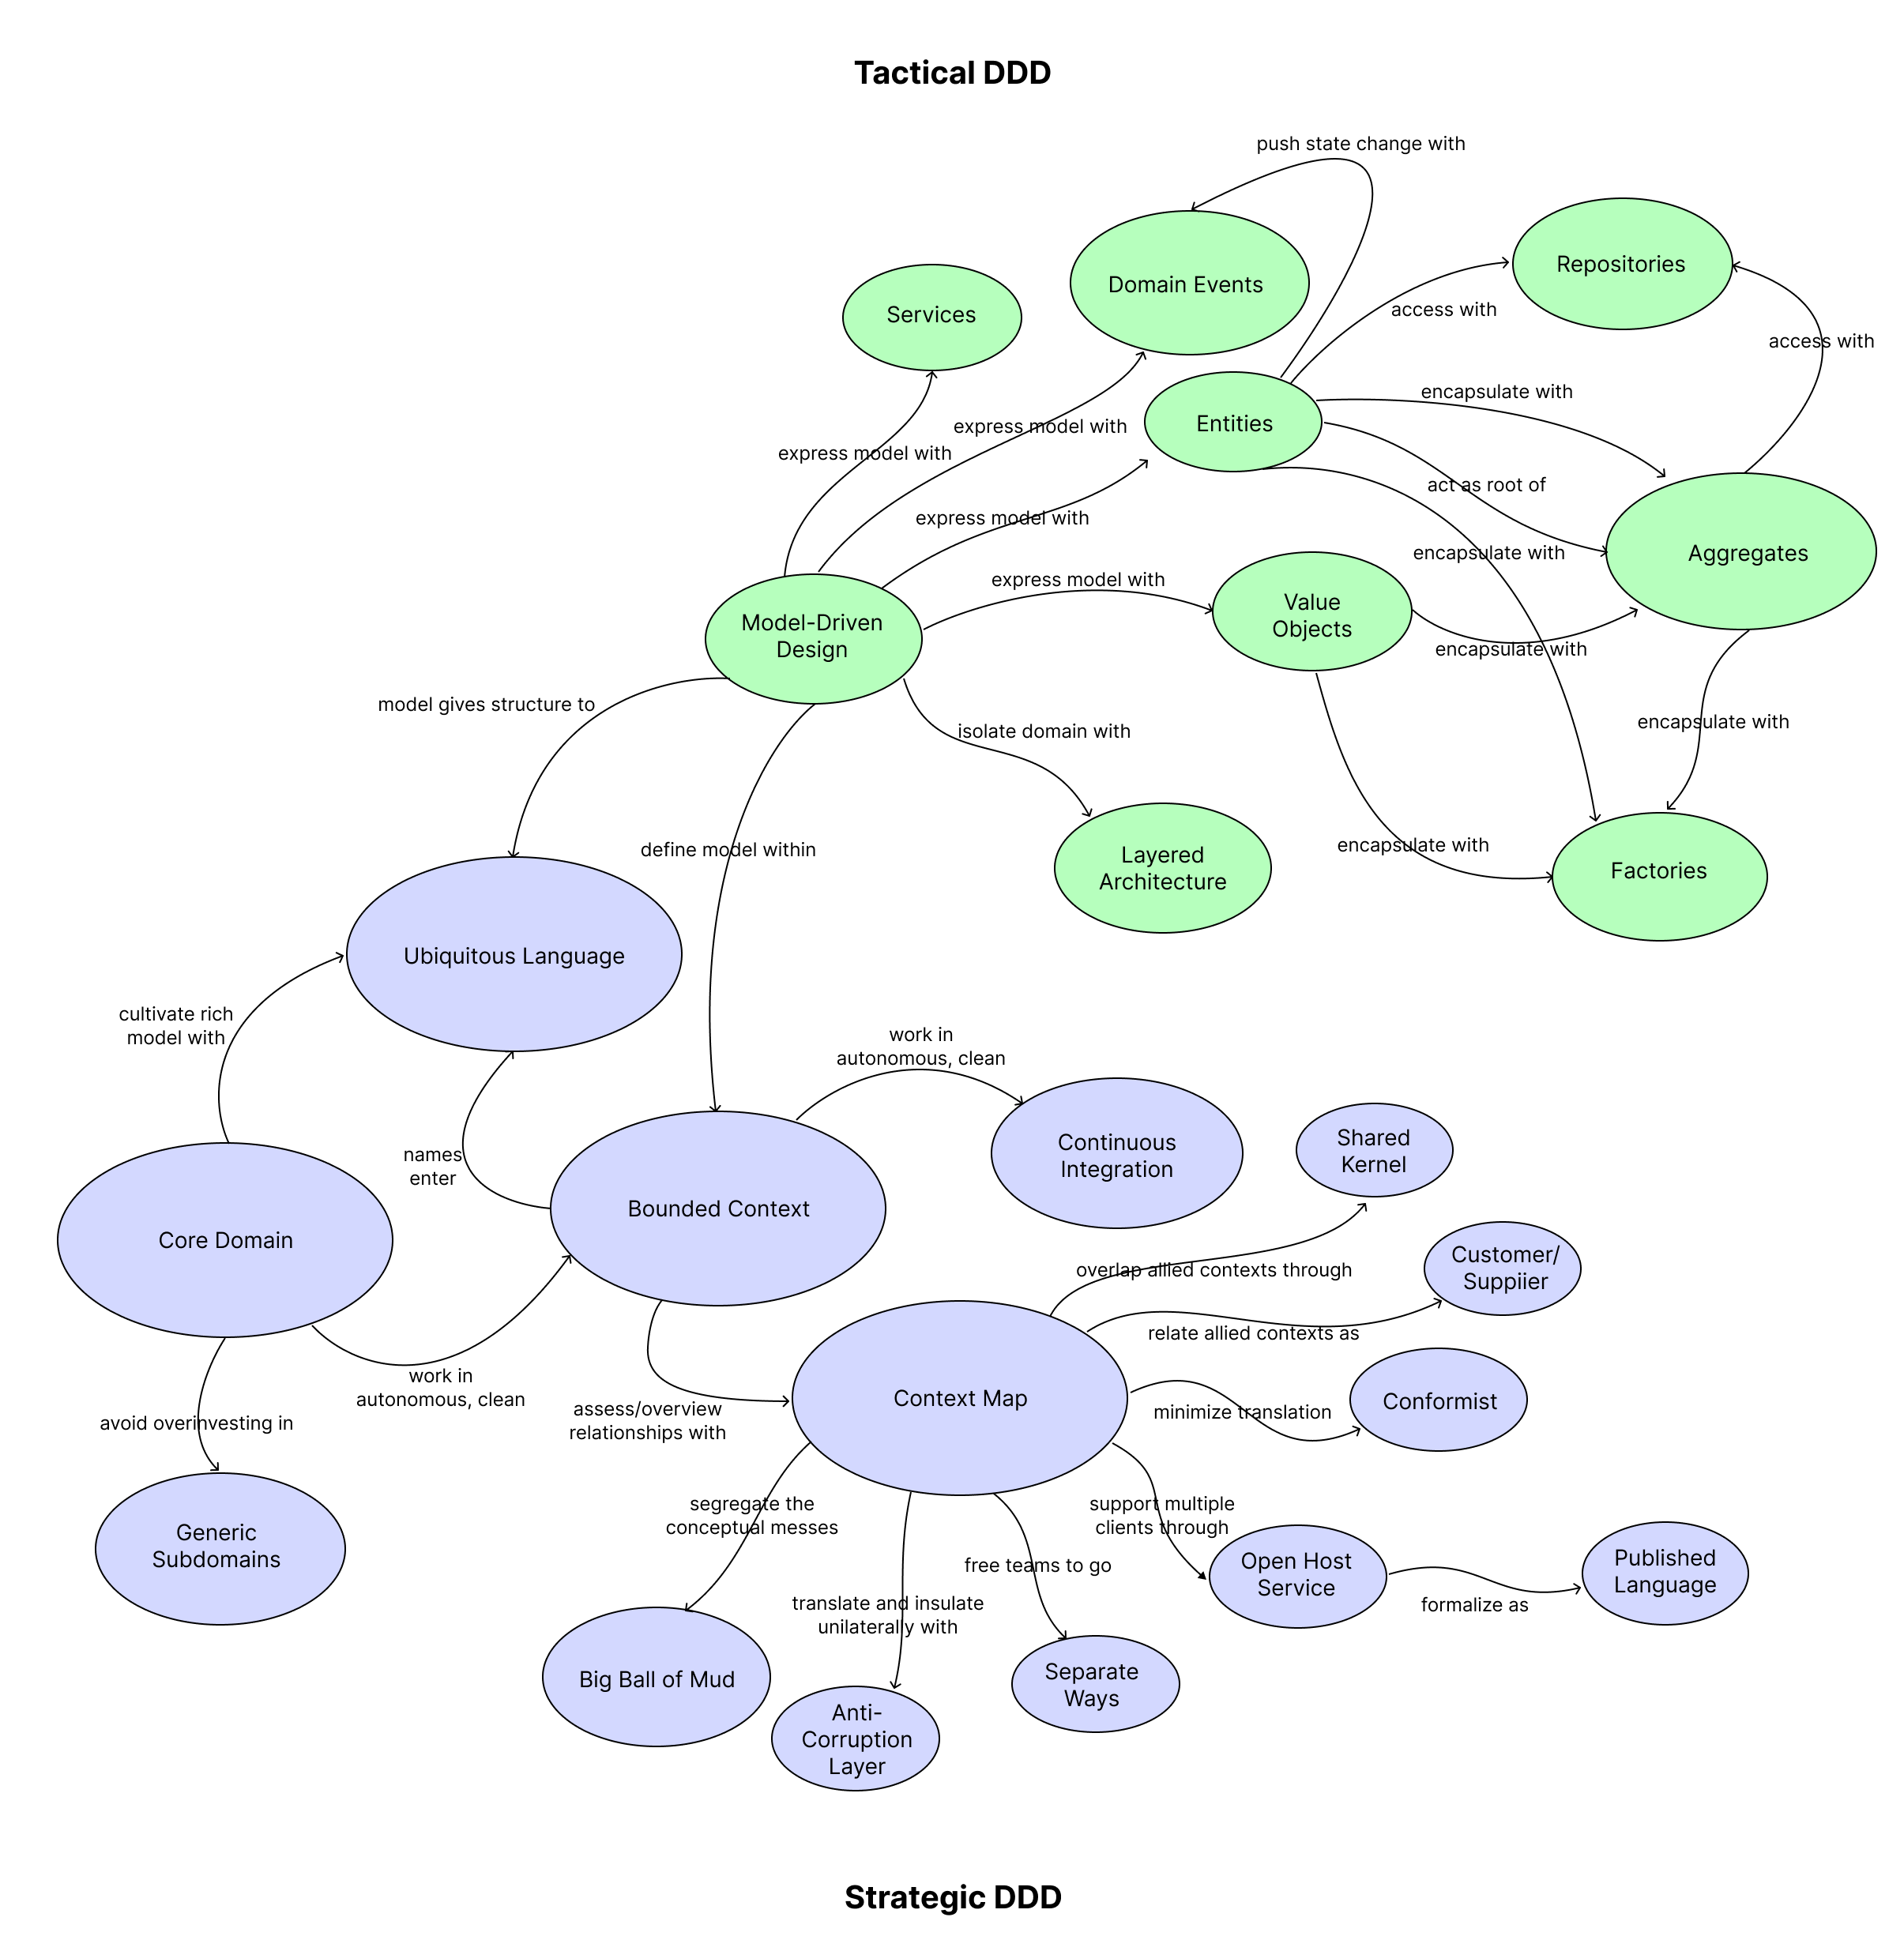 Tactical DDD
push state change with
Domain Events
Repositories
Services
access with
access with
encapsulate with
Entities
express model with
express model with
act as root of
express model with
encapsulate with
Aggregates
express model with
Value
Objects
Model-Driven
Design
encapsulate with
model gives structure to
isolate domain with
encapsulate with
define model within
encapsulate with
Layered
Architecture
Factories
Ubiquitous Language
cultivate rich
model with
work in
autonomous, clean
names
enter
Continuous
Integration
Shared
Kernel
Bounded Context
Core Domain
overlap allied contexts through
Customer/
Suppiier
relate allied contexts as
work in
autonomous, clean
Context Map
Conformist
minimize translation
assess/overview
relationships with
avoid overinvesting in
segregate the
conceptual messes
support multiple
clients through
Generic
Subdomains
free teams to go
Open Host
Service
Published
Language
formalize as
translate and insulate
unilaterally with
Big Ball of Mud
Separate
Ways
Anti-
Corruption
Layer
Strategic DDD